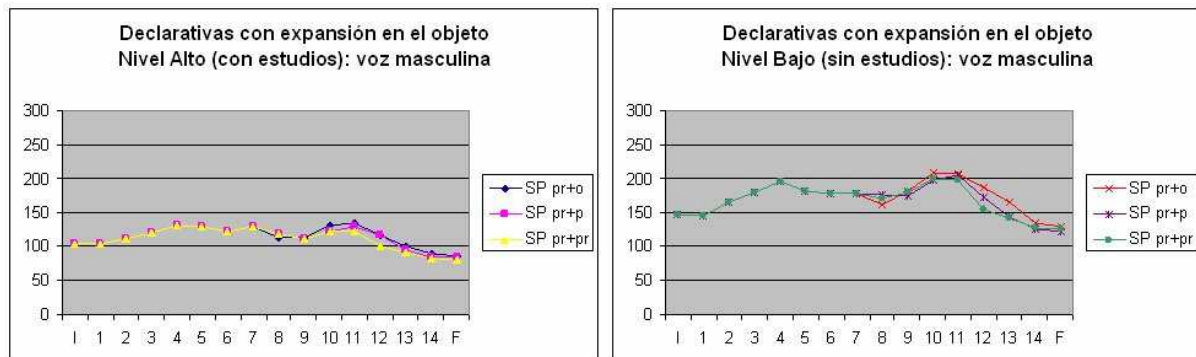 Declarativas con expansión en el objeto
Nivel Alto (con estudios): voz masculina
300
250
200
150
100
50
0
I 1 2 3 4 5 6 7 8 9 10 11 12 13 14 F
SP pr+o
SP pr+p
SP pr+pr
Declarativas con expansión en el objeto
Nivel Bajo (sin estudios): voz masculina
300
250
200
150
100
50
0
I 1 2 3 4 5 6 7 8 9 10 11 12 13 14 F
SP pr+o
SP pr+p
SP pr+pr